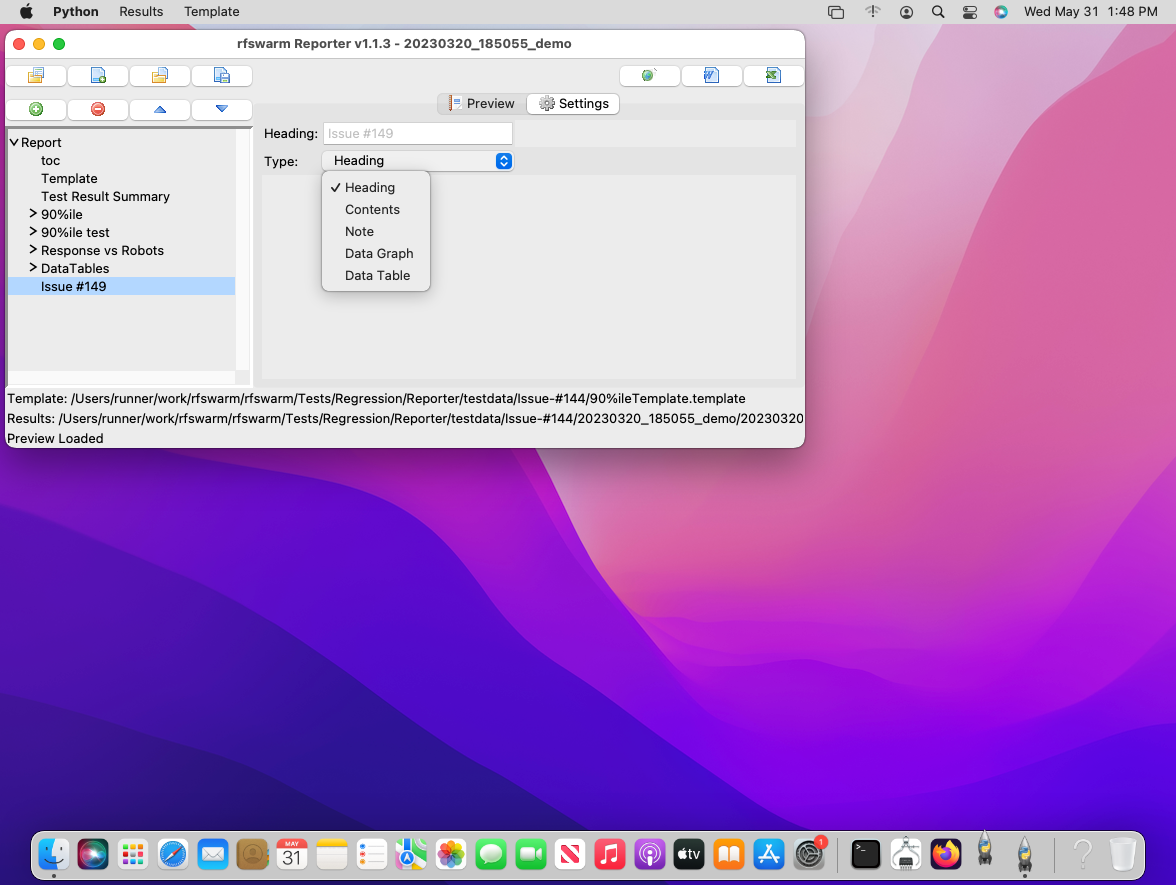 Python Results Template Wed May 31 1:48 PM
rfswarm Reporter v1.1.3 - 20230320_185055_demo
Preview Settings
Heading: Issue #149
Type: Heading
Heading
Contents
Note
Data Graph
Data Table
Report
toc
Template
Test Result Summary
90%ile
90%ile test
Response vs Robots
DataTables
Issue #149
Template: /Users/runner/work/rfswarm/rfswarm/Tests/Regression/Reporter/testdata/Issue-#144/90%ileTemplate.template
Results: /Users/runner/work/rfswarm/rfswarm/Tests/Regression/Reporter/testdata/Issue-#144/20230320_185055_demo/20230320
Preview Loaded
MAY
31
tv
1
>_
?